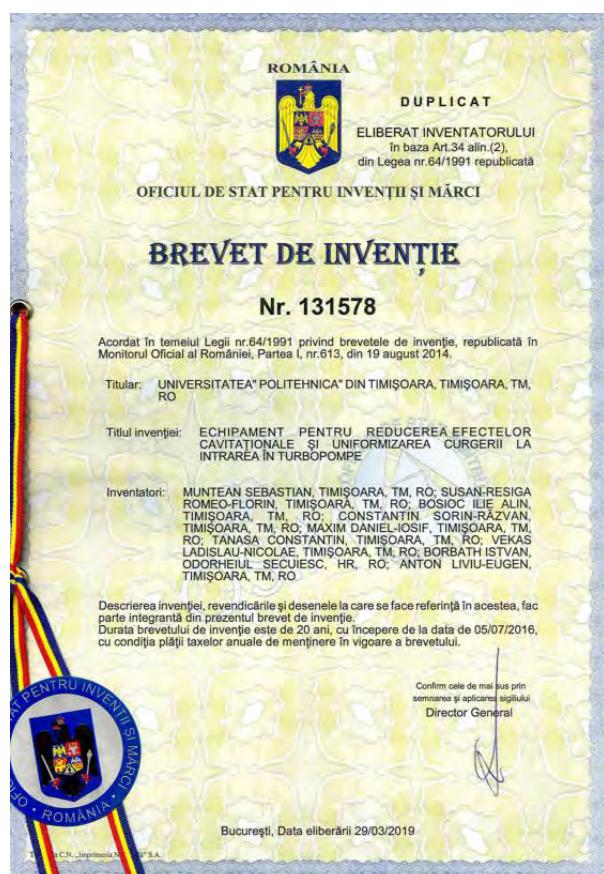 ROMÂNIA
DUPLICAT
ELIBERAT INVENTATORULUI
în baza Art.34 alin.(2),
din Legea nr.64/1991 republicată
OFICIUL DE STAT PENTRU INVENȚII ȘI MĂRCI
BREVET DE INVENȚIE
Nr. 131578
Acordat în temeiul Legii nr.64/1991 privind brevetele de invenție, republicată în
Monitorul Oficial al României, Partea I, nr.613, din 19 august 2014.
Titular: UNIVERSITATEA" POLITEHNICA" DIN TIMIȘOARA, TIMIȘOARA, TM,
RO
Titlul invenției: ECHIPAMENT PENTRU REDUCEREA EFECTELOR
CAVITAȚIONALE ȘI UNIFORMIZAREA CURGERII LA
INTRAREA ÎN TURBOPOMPE
Inventatori: MUNTEAN SEBASTIAN, TIMIȘOARA, TM, RO; SUSAN-RESIGA
ROMEO-FLORIN, TIMIȘOARA, TM, RO; BOSIOC ILIE ALIN,
TIMIȘOARA, TM, RO; CONSTANTIN SORIN-RĂZVAN,
TIMIȘOARA, TM, RO; MAXIM DANIEL-IOSIF, TIMIȘOARA, TM,
RO; TANASA CONSTANTIN, TIMIȘOARA, TM, RO; VEKAS
LADISLAU-NICOLAE, TIMIȘOARA, TM, RO; BORBATH ISTVAN,
ODORHEIUL SECUIESC, HR, RO; ANTON LIVIU-EUGEN,
TIMIȘOARA, TM, RO
Descrierea invenției, revendicările și desenele la care se face referință în acestea, fac
parte integrantă din prezentul brevet de invenție.
Durata brevetului de invenție este de 20 ani, cu începere de la data de 05/07/2016,
cu condiția plății taxelor anuale de menținere în vigoare a brevetului.
Confirm cele de mai sus prin
semnarea și aplicarea sigiliului
Director General
PENTRU INVENȚII ȘI MĂRCI
ROMÂNIA
București, Data eliberării 29/03/2019
C.N. „Imprimeria S.A.